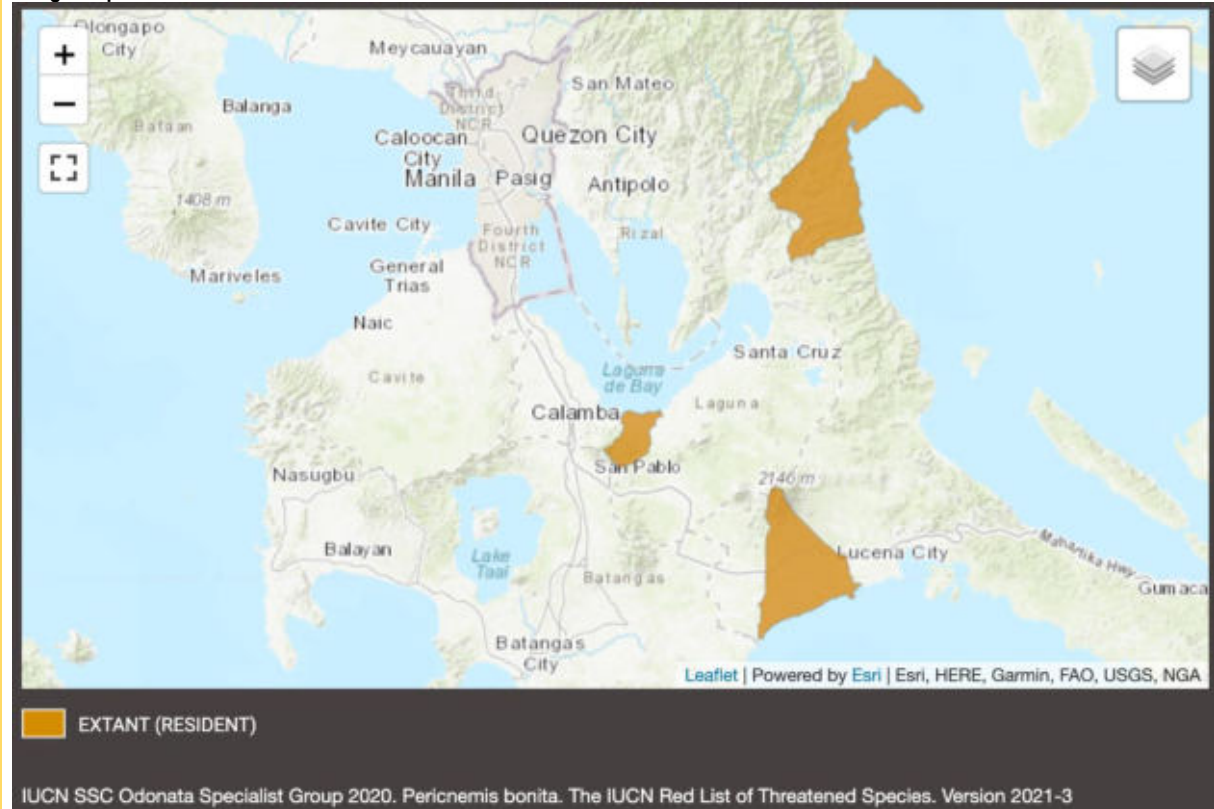 Olongapo
City
Meycauayan
San Mateo
Third
District
NCR
Balanga
Bataan
Caloocan
City
Quezon City
Manila
Pasig
Antipolo
1408 m
Cavite City
Fourth
District
NCR
Rizal
General
Trias
Mariveles
Naic
Santa Cruz
Cavite
Laguna
de Bay
Calamba
Laguna
San Pablo
Nasugbu
2146 m
Balayan
Lake
Taal
Lucena City
Batangas
Maharlika Hwy
Gumaca
Batangas
City
Leaflet | Powered by Esri | Esri, HERE, Garmin, FAO, USGS, NGA
EXTANT (RESIDENT)
IUCN SSC Odonata Specialist Group 2020. Pericnemis bonita. The IUCN Red List of Threatened Species. Version 2021-3